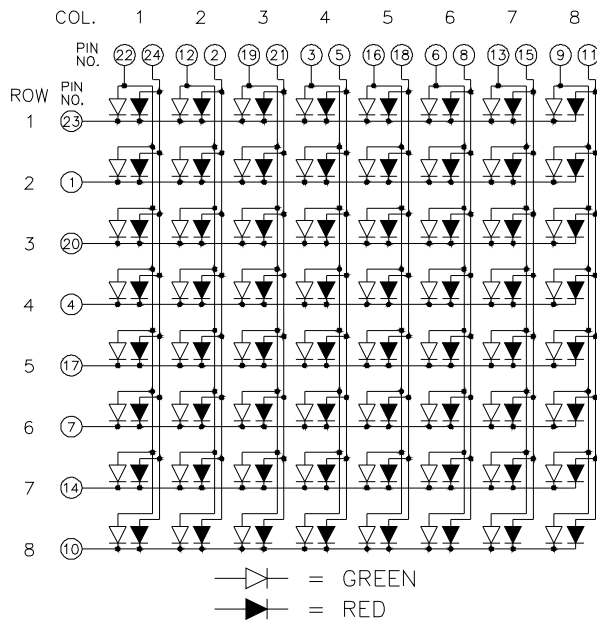 COL. 1 2 3 4 5 6 7 8
PIN NO. 22 24 12 2 19 21 3 5 16 18 6 8 13 15 9 11
ROW PIN NO.
1 23
2 1
3 20
4 4
5 17
6 7
7 14
8 10
= GREEN
= RED